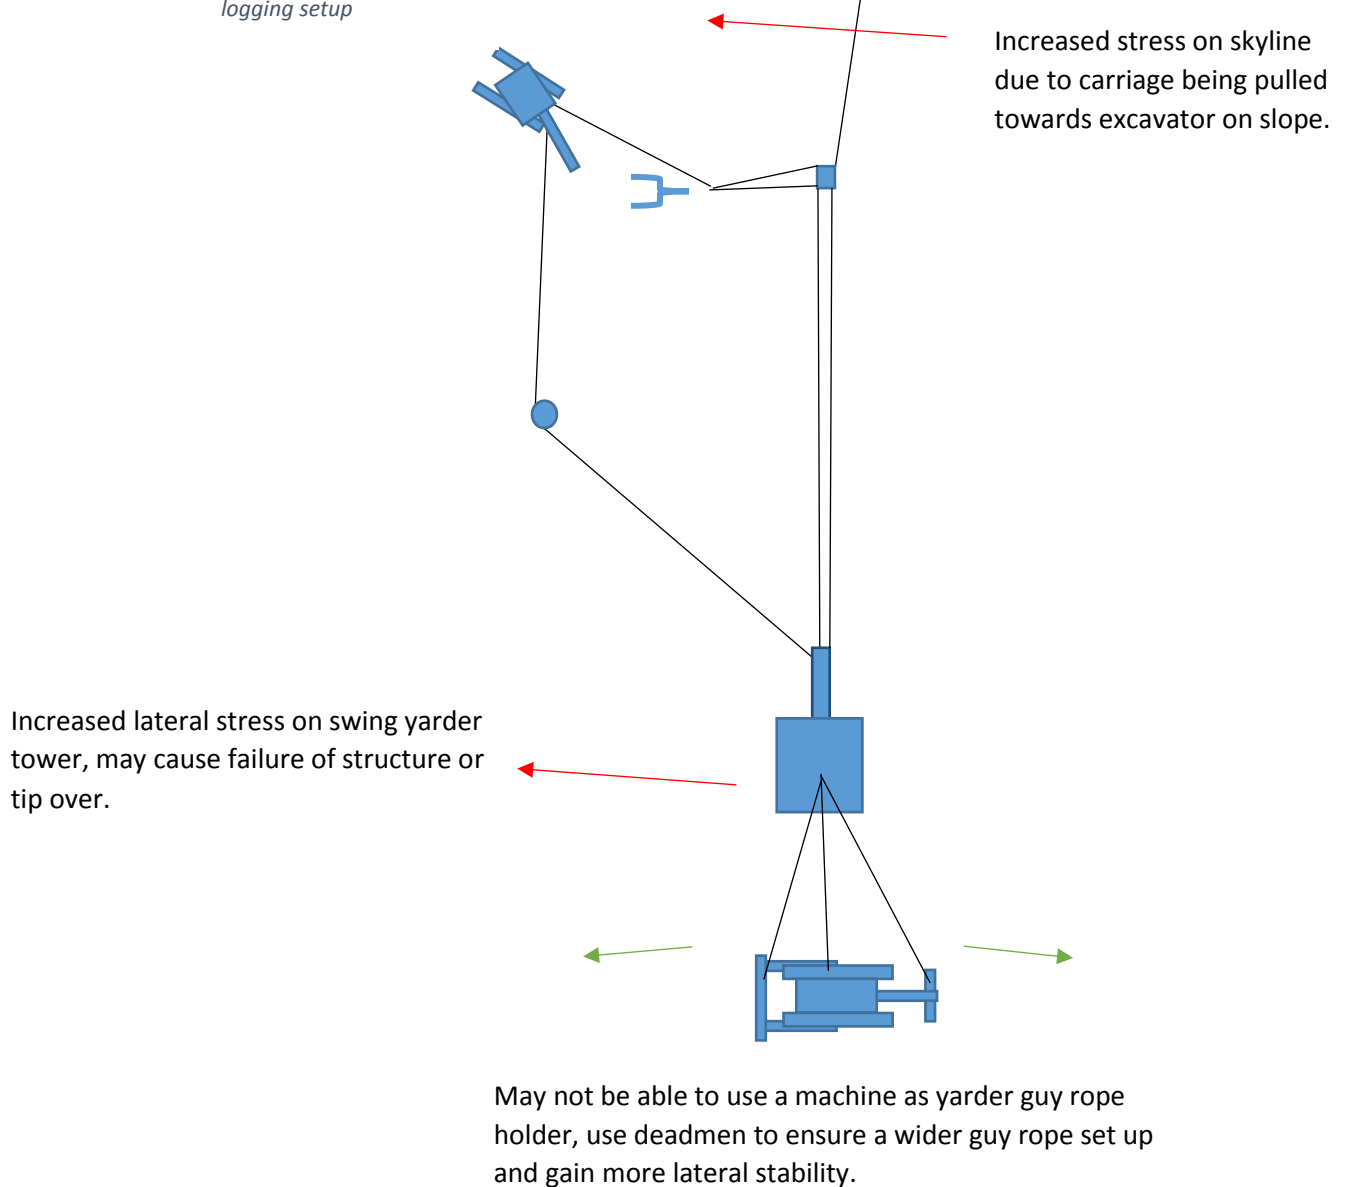 logging setup
Increased stress on skyline
due to carriage being pulled
towards excavator on slope.
Increased lateral stress on swing yarder
tower, may cause failure of structure or
tip over.
May not be able to use a machine as yarder guy rope
holder, use deadmen to ensure a wider guy rope set up
and gain more lateral stability.